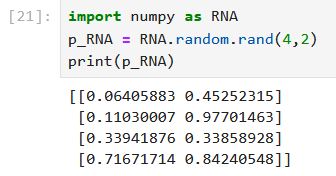 [21]: import numpy as RNA
p_RNA = RNA.random.rand(4,2)
print(p_RNA)
[[0.06405883 0.45252315]
[0.11030007 0.97701463]
[0.33941876 0.33858928]
[0.71671714 0.84240548]]